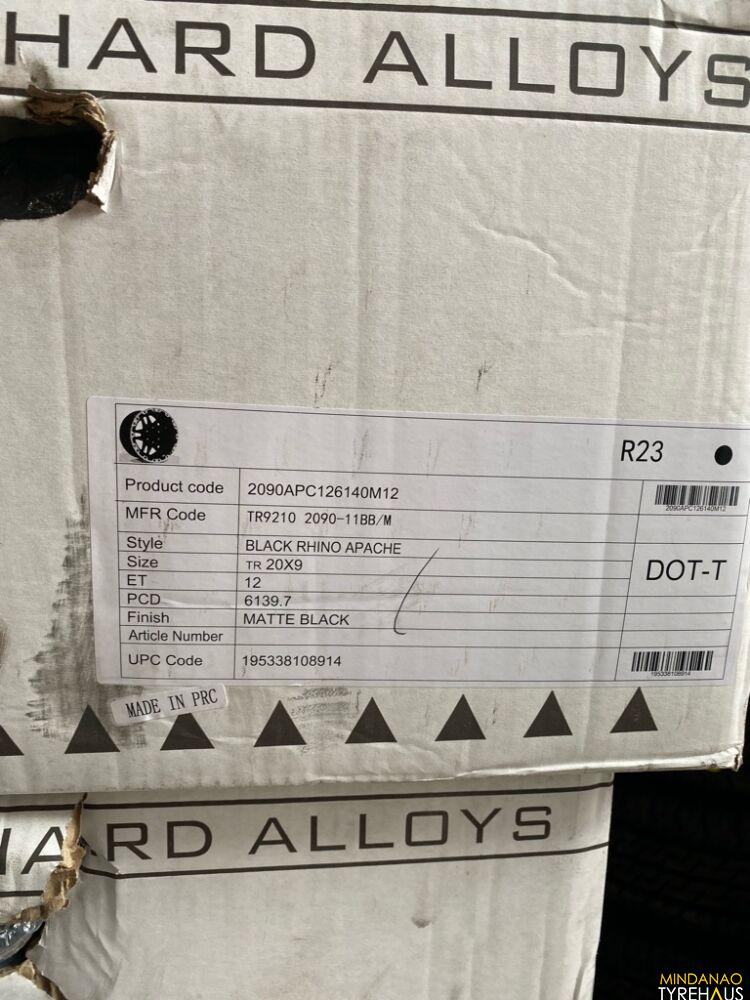 HARD ALLOYS
R23
Product code 2090APC126140M12
2090APC126140M12
MFR Code TR9210 2090-11BB/M
Style BLACK RHINO APACHE
Size TR 20X9
DOT-T
ET 12
PCD 6139.7
Finish MATTE BLACK
Article Number
UPC Code 195338108914
195338108914
MADE IN PRC
HARD ALLOYS
MINDANAO
TYREHAUS